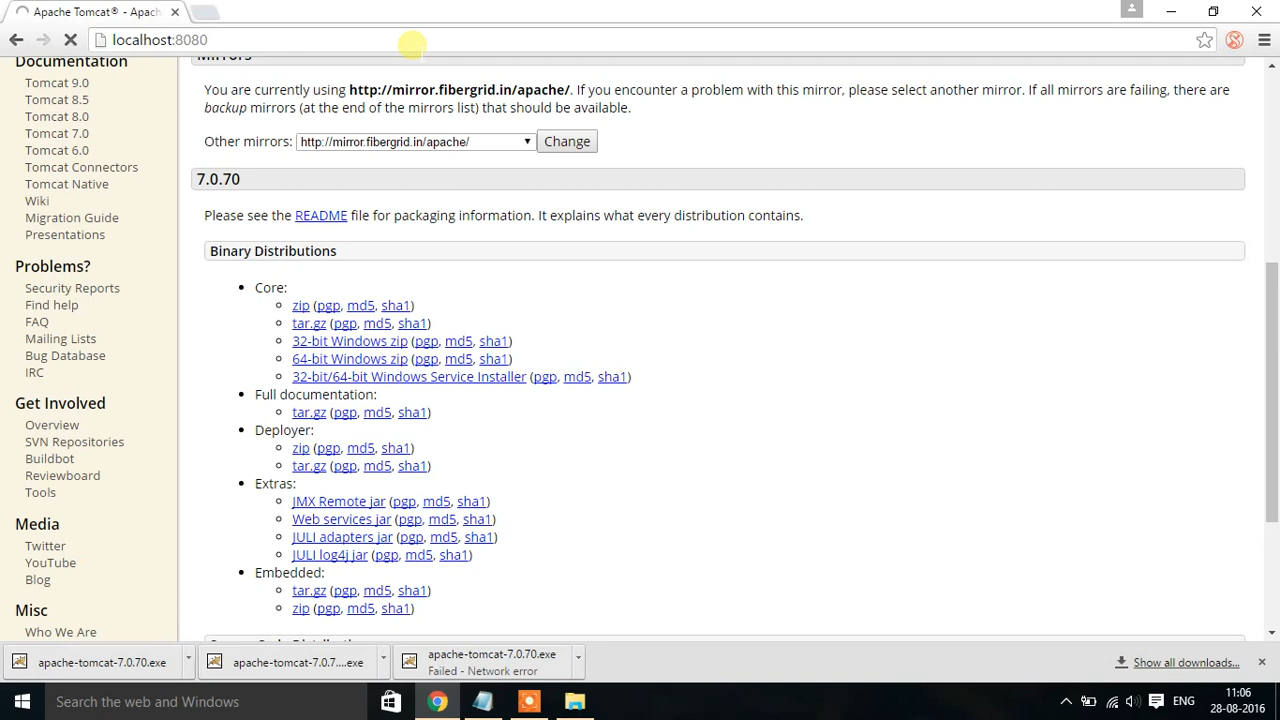 Apache Tomcat® - Apach
localhost:8080
Documentation
Tomcat 9.0
Tomcat 8.5
Tomcat 8.0
Tomcat 7.0
Tomcat 6.0
Tomcat Connectors
Tomcat Native
Wiki
Migration Guide
Presentations
Problems?
Security Reports
Find help
FAQ
Mailing Lists
Bug Database
IRC
Get Involved
Overview
SVN Repositories
Buildbot
Reviewboard
Tools
Media
Twitter
YouTube
Blog
Misc
Who We Are
Mirrors
You are currently using http://mirror.fibergrid.in/apache/. If you encounter a problem with this mirror, please select another mirror. If all mirrors are failing, there are
backup mirrors (at the end of the mirrors list) that should be available.
Other mirrors: http://mirror.fibergrid.in/apache/ Change
7.0.70
Please see the README file for packaging information. It explains what every distribution contains.
Binary Distributions
Core:
zip (pgp, md5, sha1)
tar.gz (pgp, md5, sha1)
32-bit Windows zip (pgp, md5, sha1)
64-bit Windows zip (pgp, md5, sha1)
32-bit/64-bit Windows Service Installer (pgp, md5, sha1)
Full documentation:
tar.gz (pgp, md5, sha1)
Deployer:
zip (pgp, md5, sha1)
tar.gz (pgp, md5, sha1)
Extras:
JMX Remote jar (pgp, md5, sha1)
Web services jar (pgp, md5, sha1)
JULI adapters jar (pgp, md5, sha1)
JULI log4j jar (pgp, md5, sha1)
Embedded:
tar.gz (pgp, md5, sha1)
zip (pgp, md5, sha1)
apache-tomcat-7.0.70.exe
apache-tomcat-7.0.7....exe
apache-tomcat-7.0.70.exe
Failed - Network error
Show all downloads...
Search the web and Windows
ENG
11:06
28-08-2016